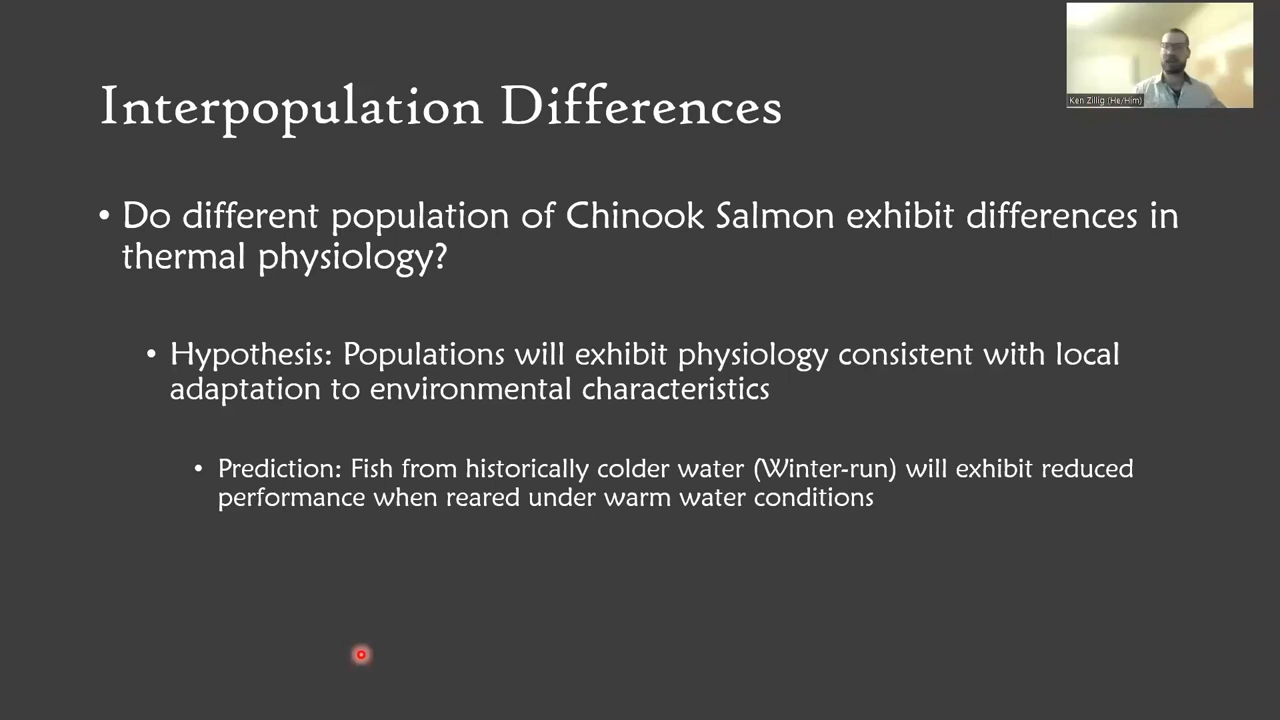 Ken Zillig (He/Him)
Interpopulation Differences
• Do different population of Chinook Salmon exhibit differences in
thermal physiology?
• Hypothesis: Populations will exhibit physiology consistent with local
adaptation to environmental characteristics
• Prediction: Fish from historically colder water (Winter-run) will exhibit reduced
performance when reared under warm water conditions